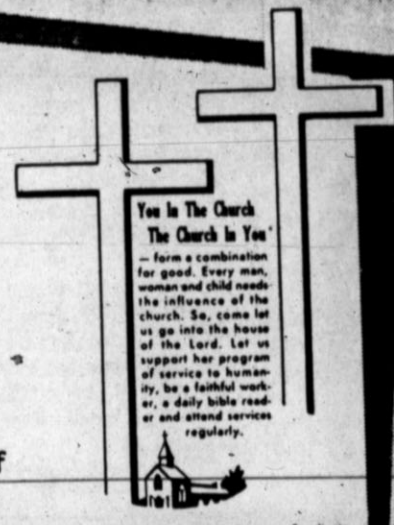 You In The Church
The Church In You
— form a combination
for good. Every man,
woman and child needs
the influence of the
church. So, come let
us go into the house
of the Lord. Let us
support her program
of service to human-
ity, be a faithful work-
er, a daily bible read-
er and attend services
regularly.
f